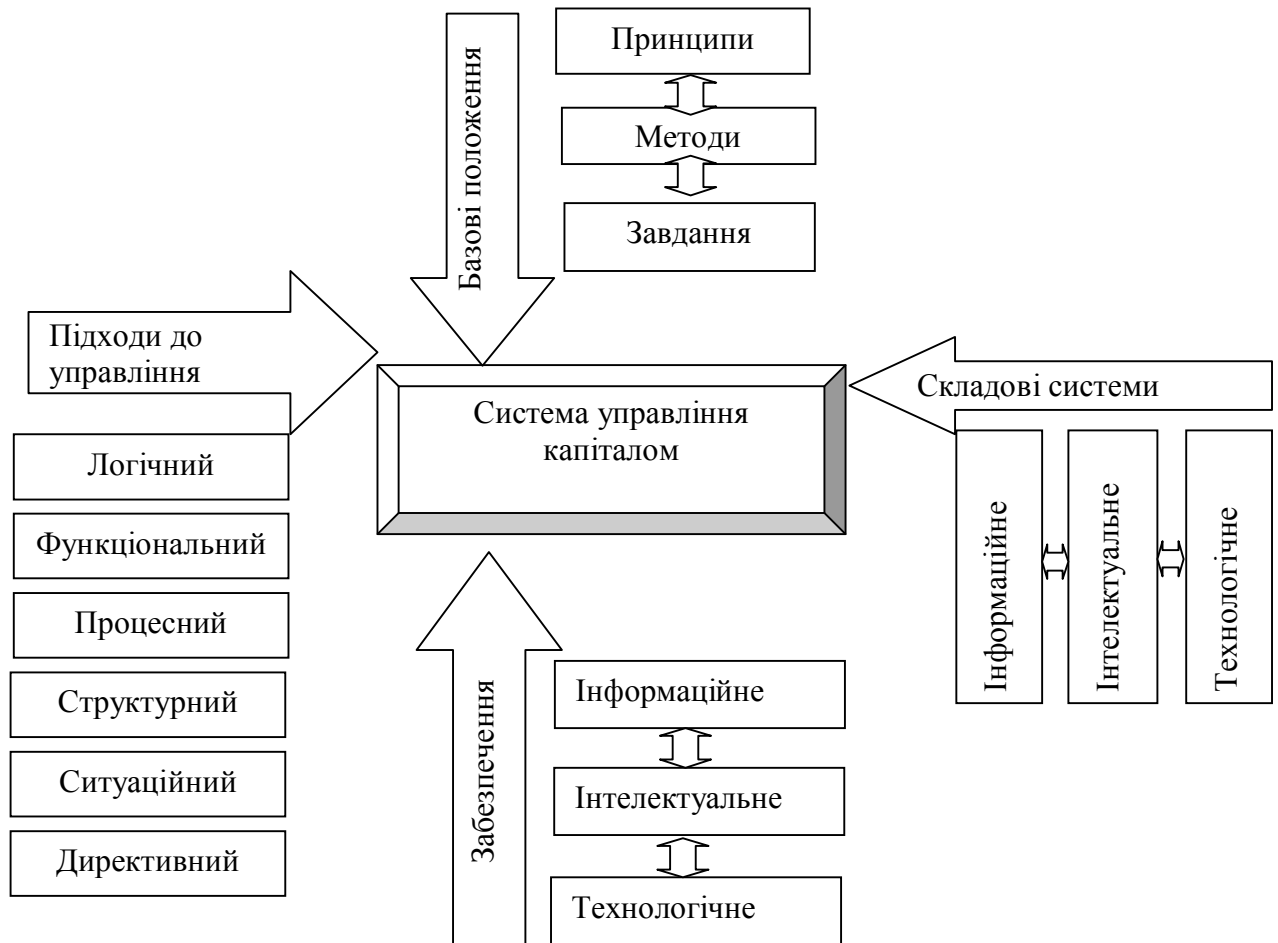 Принципи
Методи
Завдання
Базові положення
Підходи до
управління
Система управління
капіталом
Складові системи
Логічний
Функціональний
Процесний
Структурний
Ситуаційний
Директивний
Забезпечення
Інформаційне
Інтелектуальне
Технологічне
Інформаційне
Інтелектуальне
Технологічне